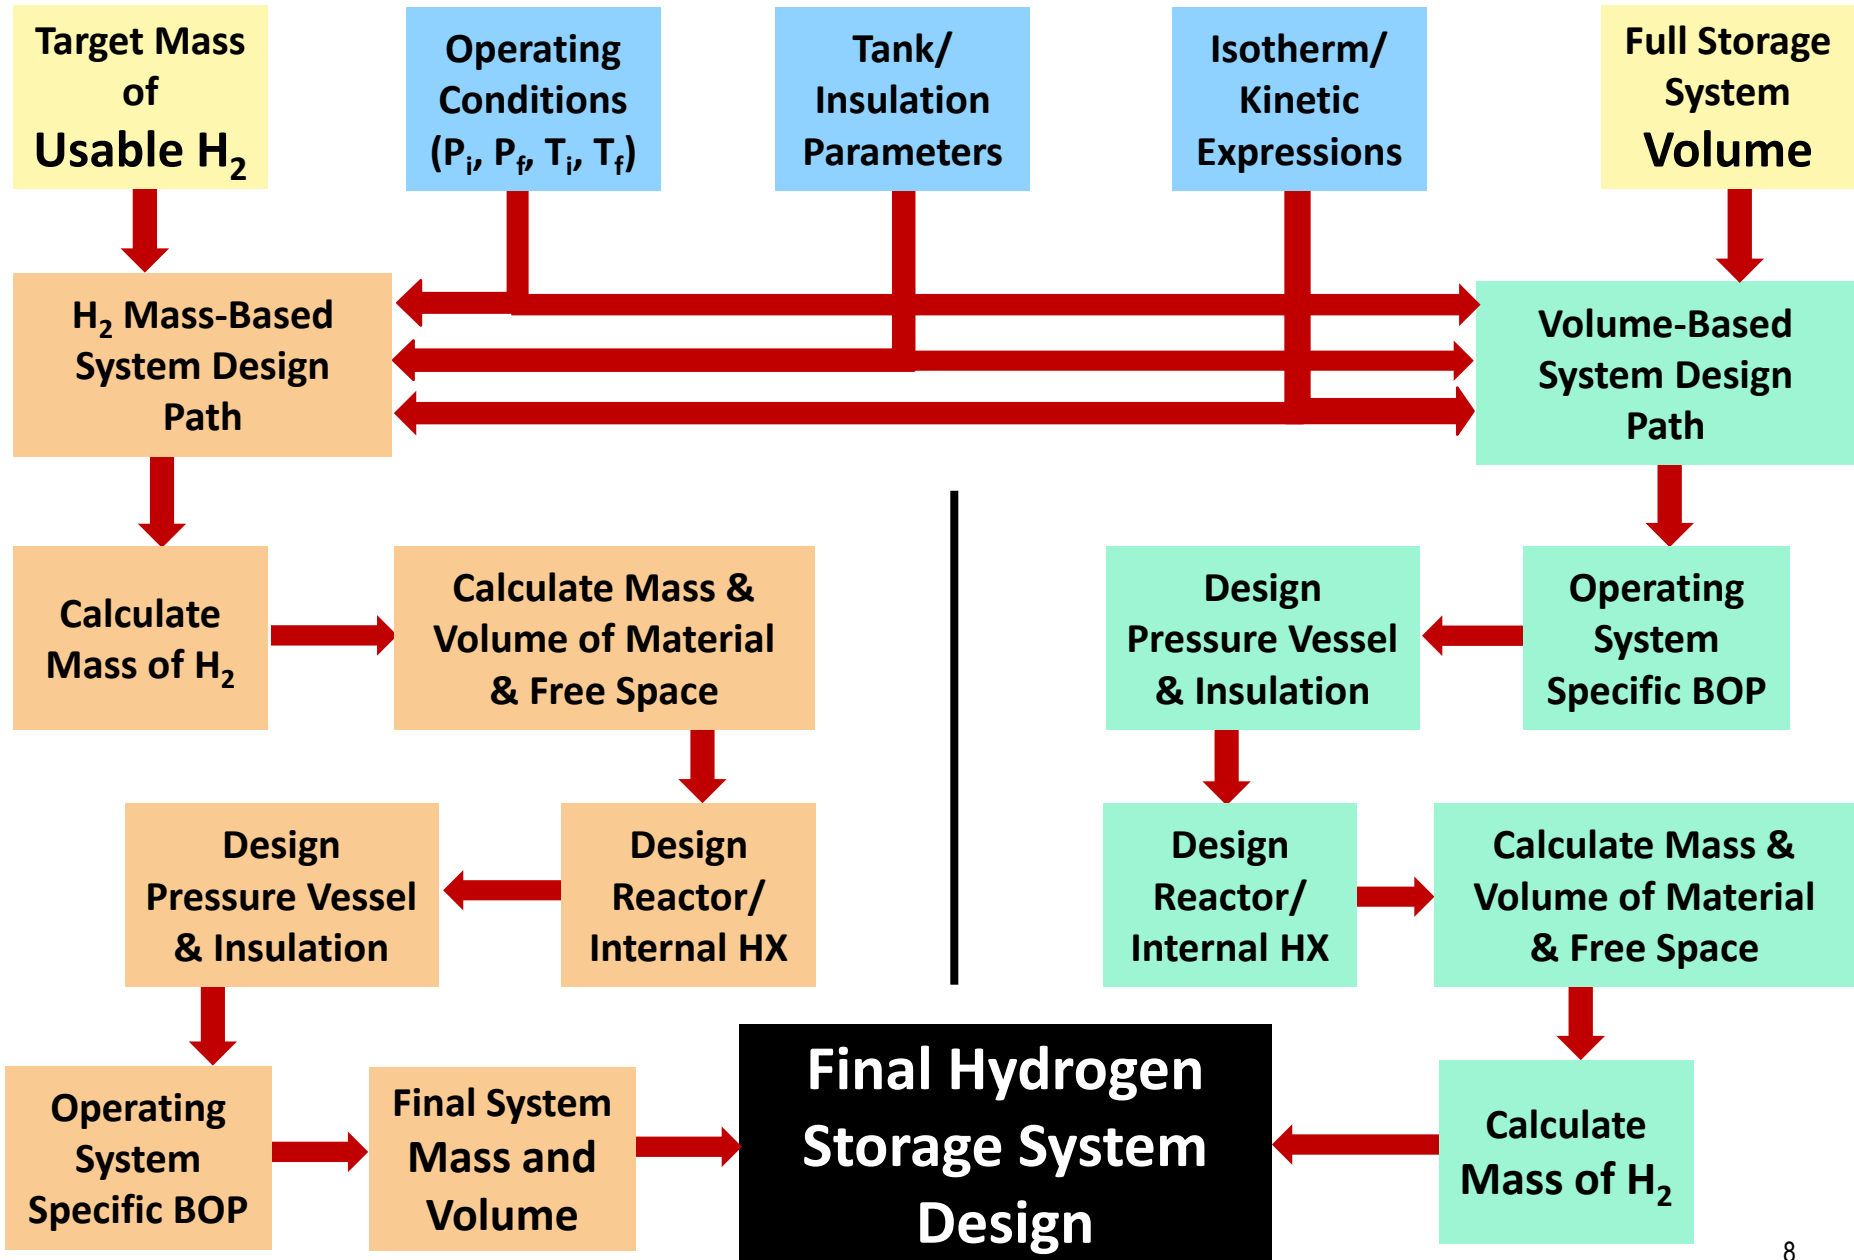 Target Mass
of
Usable H₂
Operating
Conditions
(Pᵢ, P_f, Tᵢ, T_f)
Tank/
Insulation
Parameters
Isotherm/
Kinetic
Expressions
Full Storage
System
Volume
H₂ Mass-Based
System Design
Path
Volume-Based
System Design
Path
Calculate
Mass of H₂
Calculate Mass &
Volume of Material
& Free Space
Design
Pressure Vessel
& Insulation
Operating
System
Specific BOP
Design
Pressure Vessel
& Insulation
Design
Reactor/
Internal HX
Design
Reactor/
Internal HX
Calculate Mass &
Volume of Material
& Free Space
Operating
System
Specific BOP
Final System
Mass and
Volume
Final Hydrogen
Storage System
Design
Calculate
Mass of H₂
8